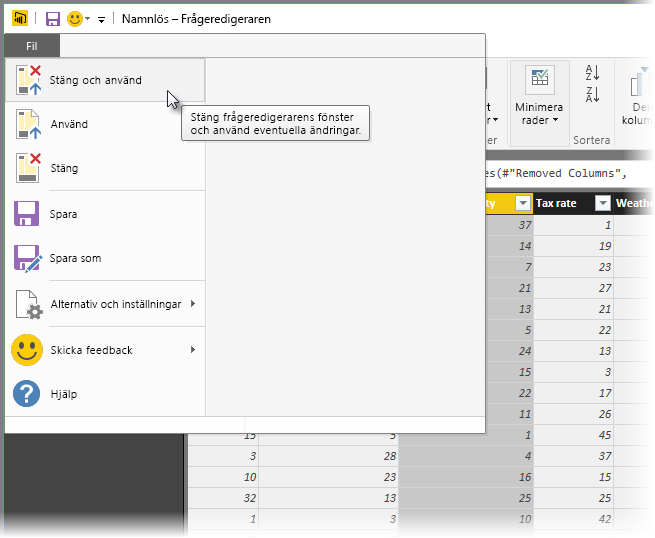 Namnlös – Frågeredigeraren
Fil
Stäng och använd
Använd
Stäng
Spara
Spara som
Alternativ och inställningar
Skicka feedback
Hjälp
Stäng frågeredigerarens fönster
och använd eventuella ändringar.
Minimera
rader
A
Z
Z
A
Sortera
es(#"Removed Columns",
Tax rate
37 1
14 19
7 23
21 27
13 21
5 22
24 13
15 3
22 17
11 26
15 5 1 45
3 28 4 37
10 23 16 15
32 13 25 25
1 3 10 42